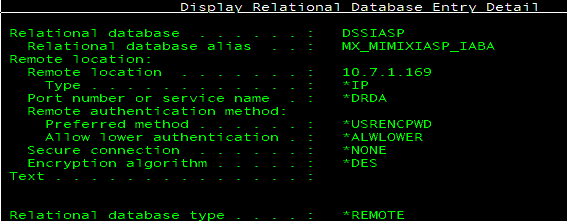 Display Relational Database Entry Detail
Relational database . . . . . . : DSSIASP
Relational database alias . . : MX_MIMIXIASP_IABA
Remote location:
Remote location . . . . . . . : 10.7.1.169
Type . . . . . . . . . . . . : *IP
Port number or service name . . : *DRDA
Remote authentication method:
Preferred method . . . . . . : *USRENCPWD
Allow lower authentication . : *ALWLOWER
Secure connection . . . . . . : *NONE
Encryption algorithm . . . . . : *DES
Text . . . . . . . . . . . . . . :
Relational database type . . . . : *REMOTE